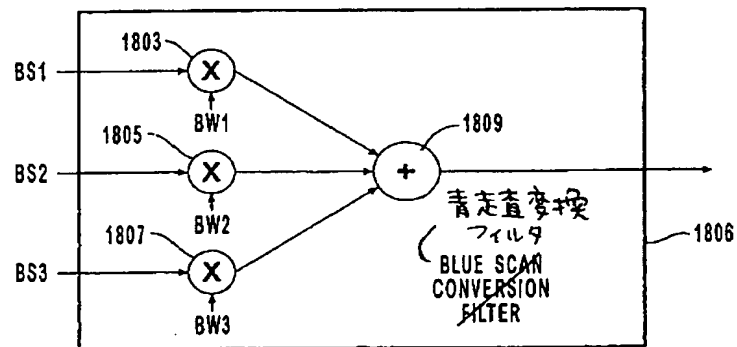 1803
BS1
X
BW1
1805
1809
BS2
X
+
BW2
青走査変換
フィルタ
1807
1806
BLUE SCAN
BS3
X
CONVERSION
FILTER
BW3